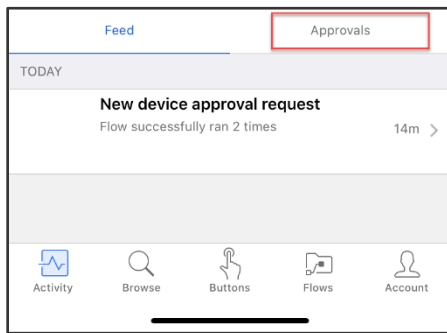 Feed
Approvals
TODAY
New device approval request
Flow successfully ran 2 times
14m
Activity
Browse
Buttons
Flows
Account